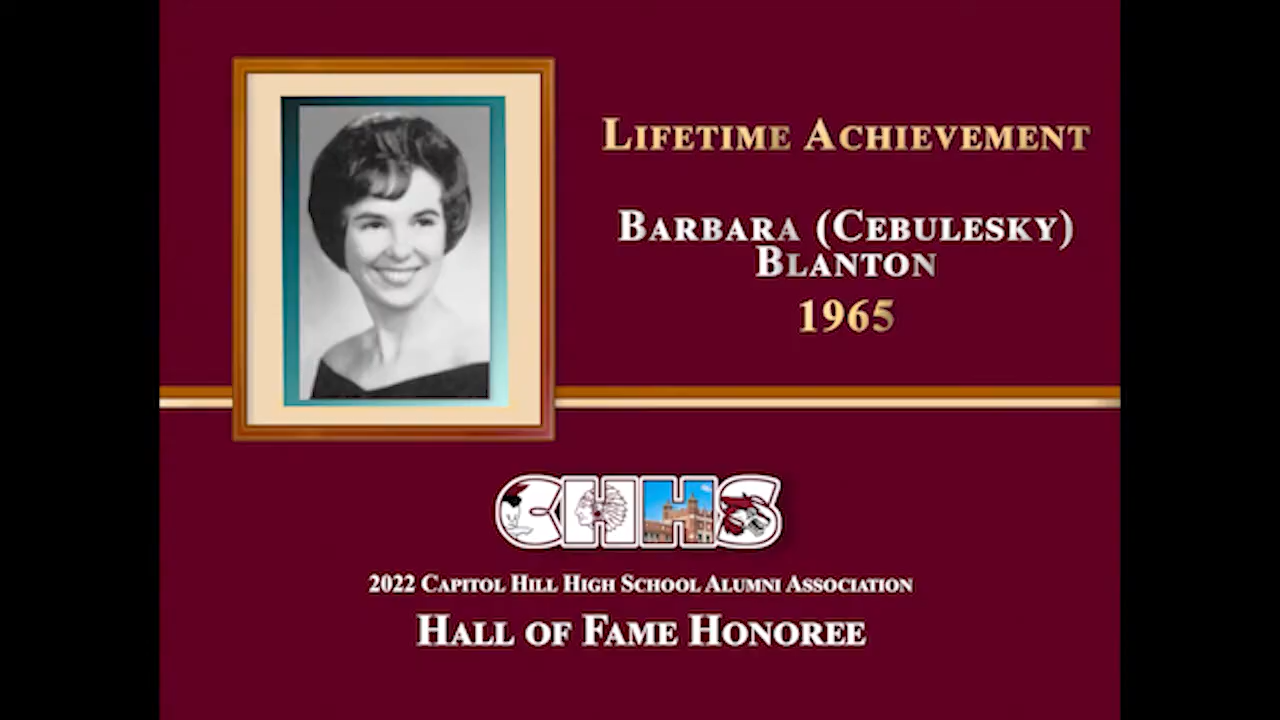 LIFETIME ACHIEVEMENT
BARBARA (CEBULESKY)
BLANTON
1965
CHHS
2022 CAPITOL HILL HIGH SCHOOL ALUMNI ASSOCIATION
HALL OF FAME HONOREE